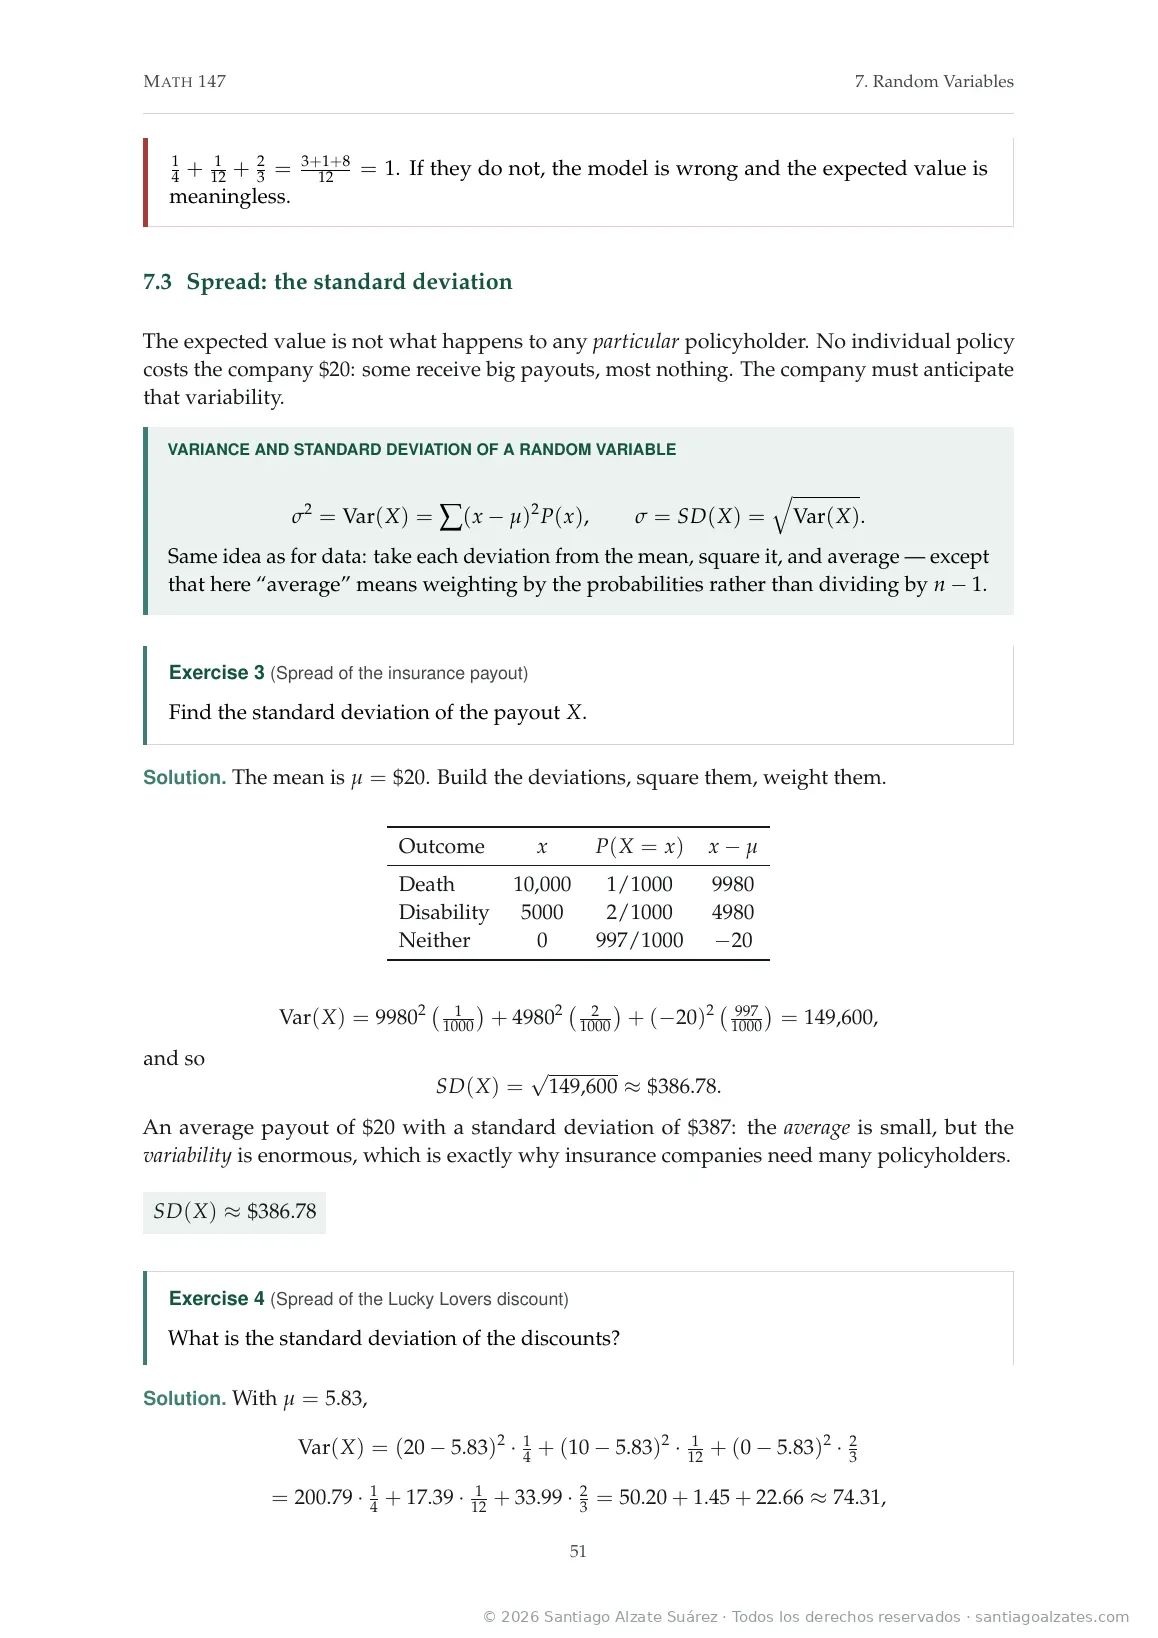 MATH 147 7. Random Variables
1/4 + 1/12 + 2/3 = (3+1+8)/12 = 1. If they do not, the model is wrong and the expected value is
meaningless.
7.3 Spread: the standard deviation
The expected value is not what happens to any particular policyholder. No individual policy
costs the company $20: some receive big payouts, most nothing. The company must anticipate
that variability.
VARIANCE AND STANDARD DEVIATION OF A RANDOM VARIABLE
σ² = Var(X) = ∑(x − μ)²P(x), σ = SD(X) = √Var(X).
Same idea as for data: take each deviation from the mean, square it, and average — except
that here “average” means weighting by the probabilities rather than dividing by n − 1.
Exercise 3 (Spread of the insurance payout)
Find the standard deviation of the payout X.
Solution. The mean is μ = $20. Build the deviations, square them, weight them.
Outcome x P(X = x) x − μ
Death 10,000 1/1000 9980
Disability 5000 2/1000 4980
Neither 0 997/1000 −20
Var(X) = 9980² (1/1000) + 4980² (2/1000) + (−20)² (997/1000) = 149,600,
and so
SD(X) = √149,600 ≈ $386.78.
An average payout of $20 with a standard deviation of $387: the average is small, but the
variability is enormous, which is exactly why insurance companies need many policyholders.
SD(X) ≈ $386.78
Exercise 4 (Spread of the Lucky Lovers discount)
What is the standard deviation of the discounts?
Solution. With μ = 5.83,
Var(X) = (20 − 5.83)² · 1/4 + (10 − 5.83)² · 1/12 + (0 − 5.83)² · 2/3
= 200.79 · 1/4 + 17.39 · 1/12 + 33.99 · 2/3 = 50.20 + 1.45 + 22.66 ≈ 74.31,
51
© 2026 Santiago Alzate Suárez · Todos los derechos reservados · santiagoalzates.com